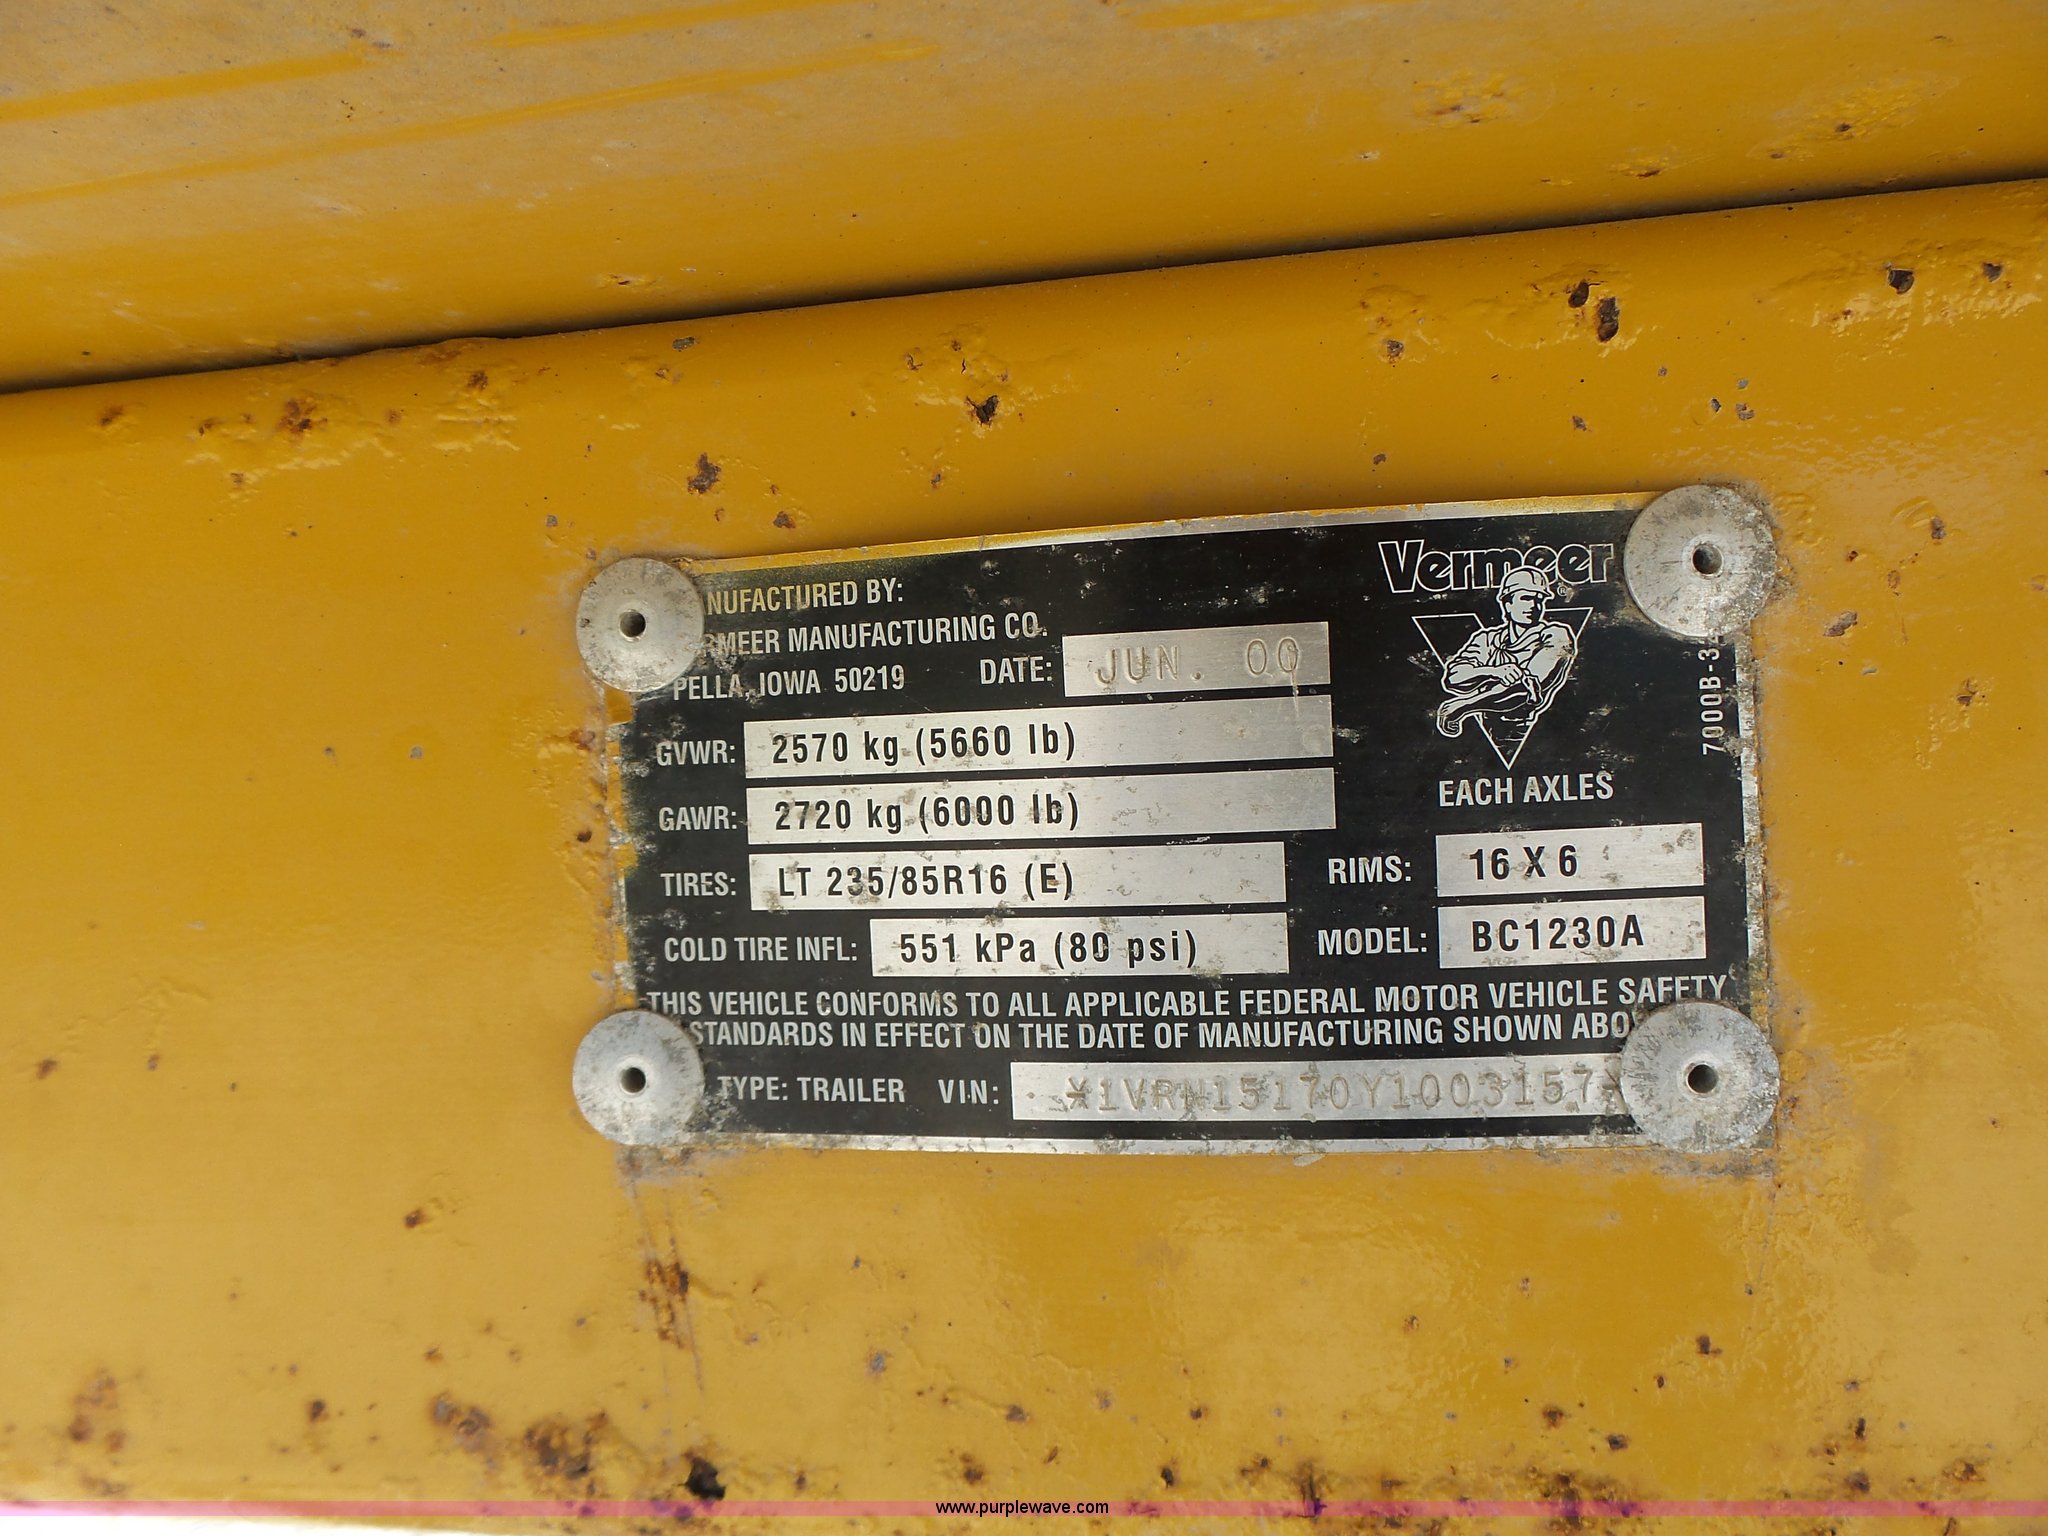 Vermeer®
NUFACTURED BY:
RMEER MANUFACTURING CO.
PELLA, IOWA 50219 DATE: JUN. 00
GVWR: 2570 kg (5660 lb)
GAWR: 2720 kg (6000 lb)
EACH AXLES
TIRES: LT 235/85R16 (E) RIMS: 16 X 6
COLD TIRE INFL: 551 kPa (80 psi) MODEL: BC1230A
THIS VEHICLE CONFORMS TO ALL APPLICABLE FEDERAL MOTOR VEHICLE SAFETY
STANDARDS IN EFFECT ON THE DATE OF MANUFACTURING SHOWN ABO
TYPE: TRAILER VIN: *1VRN15170Y1003157*
7000B-3
www.purplewave.com